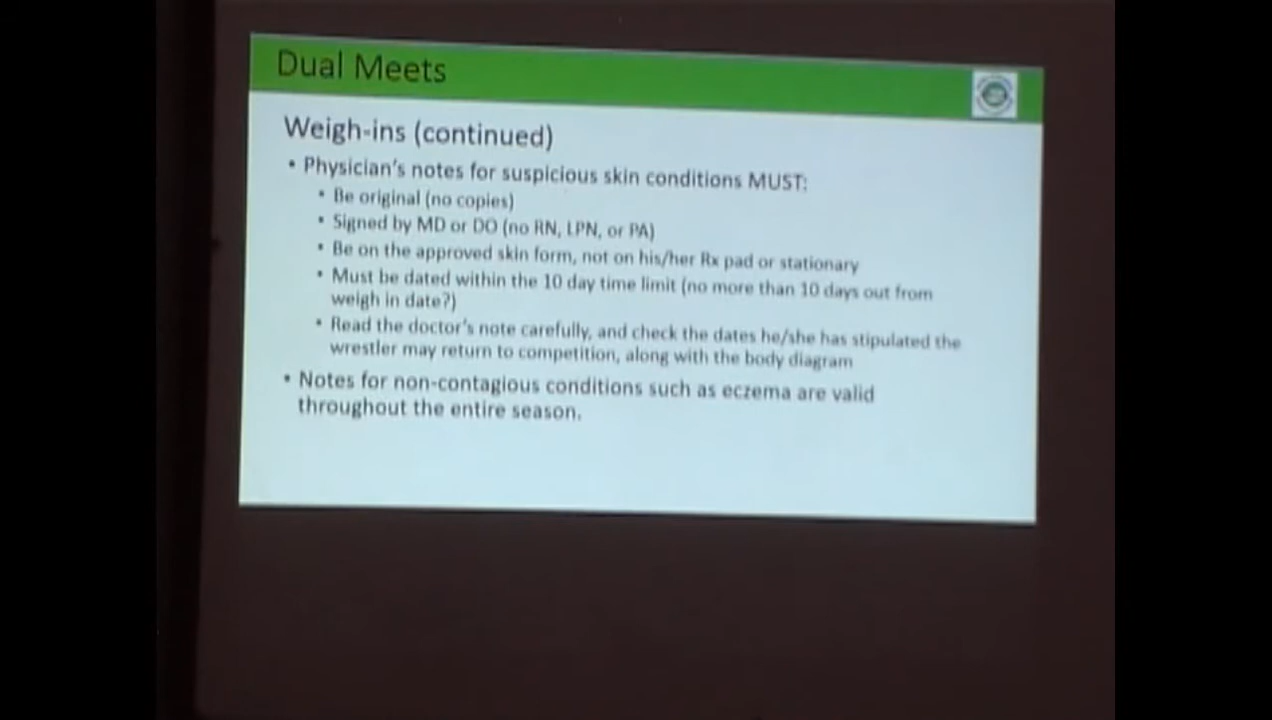 Dual Meets
Weigh-ins (continued)
• Physician's notes for suspicious skin conditions MUST:
• Be original (no copies)
• Signed by MD or DO (no RN, LPN, or PA)
• Be on the approved skin form, not on his/her Rx pad or stationary
• Must be dated within the 10 day time limit (no more than 10 days out from
weigh in date?)
• Read the doctor's note carefully, and check the dates he/she has stipulated the
wrestler may return to competition, along with the body diagram
• Notes for non-contagious conditions such as eczema are valid
throughout the entire season.